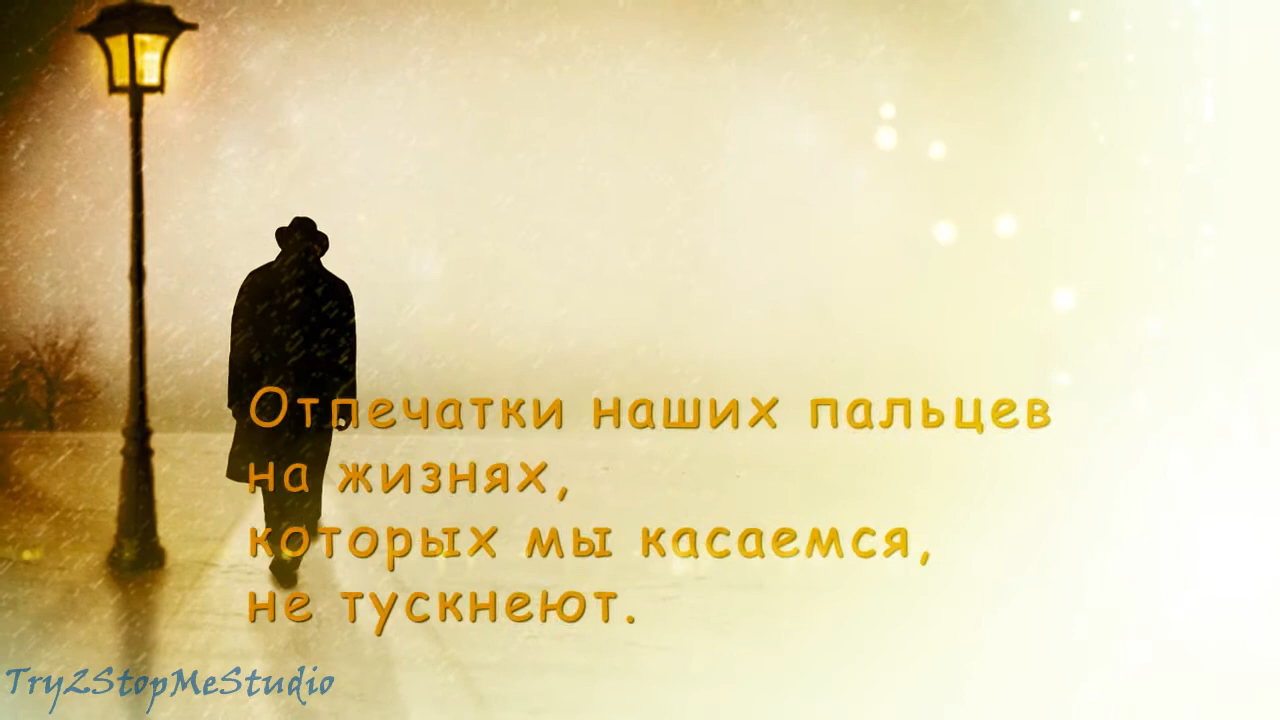 Отпечатки наших пальцев
на жизнях,
которых мы касаемся,
не тускнеют.
Try2StopMeStudio